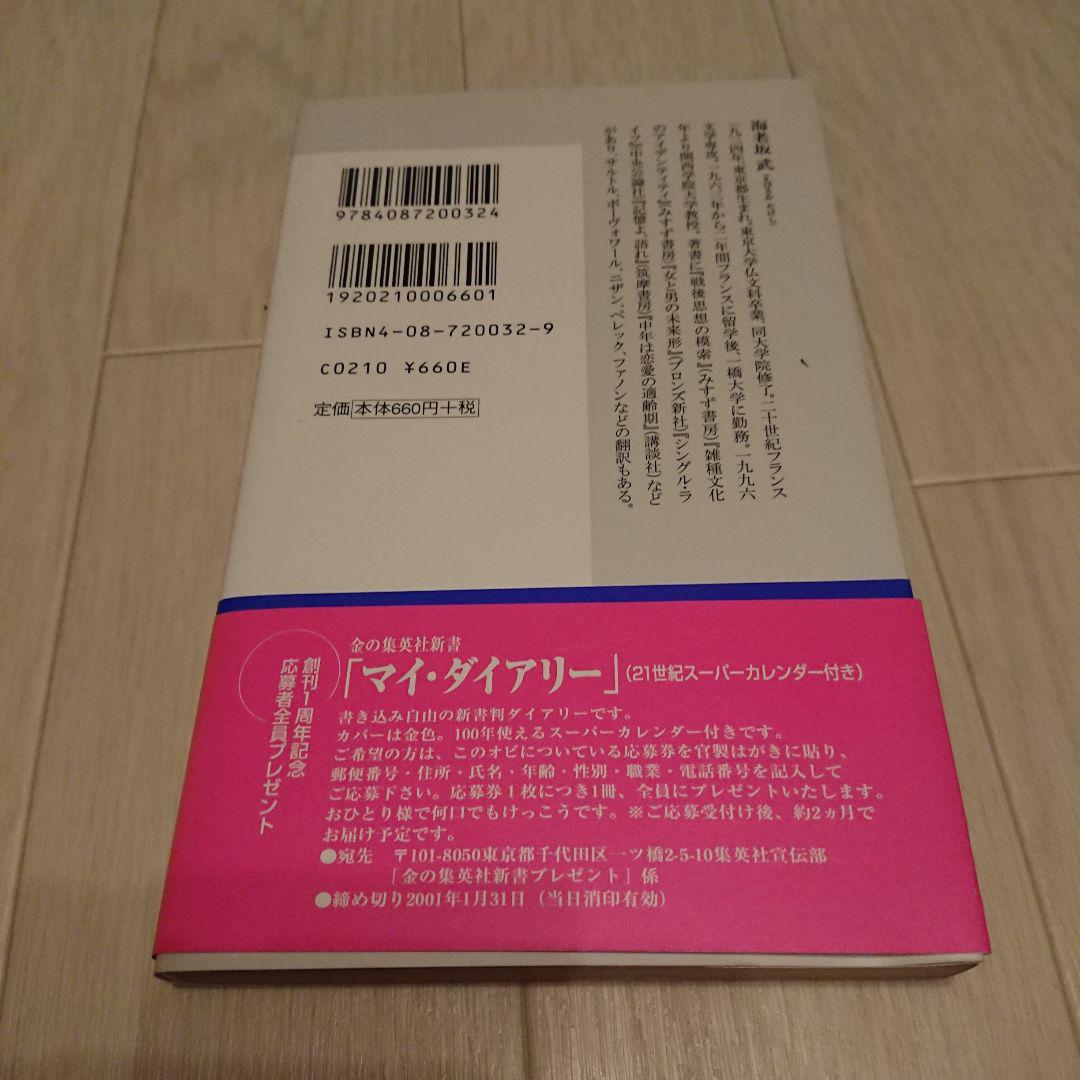 海老坂 武 えびさか たけし
一九三四年、東京都生まれ。東京大学仏文科卒業、同大学院修了。二十世紀フランス
文学専攻。一九六三年から二年間フランスに留学後、一橋大学に勤務。一九九六
年より関西学院大学教授。著書に『戦後思想の模索』(みすず書房)『雑種文化
のアイデンティティ』(みすず書房)『女と男の未来形』(ブロンズ新社)『シングル・ラ
イフ』(中央公論社)『記憶よ、語れ』(筑摩書房)『中年は恋愛の適齢期』(講談社)など
があり、サルトル、ボーヴォワール、ニザン、ペレック、ファノンなどの翻訳もある。
9784087200324
1920210006601
ISBN4-08-720032-9
C0210 ¥660E
定価 本体660円+税
創刊1周年記念
応募者全員プレゼント
金の集英社新書
「マイ・ダイアリー」(21世紀スーパーカレンダー付き)
書き込み自由の新書判ダイアリーです。
カバーは金色。100年使えるスーパーカレンダー付きです。
ご希望の方は、このオビについている応募券を官製はがきに貼り、
郵便番号・住所・氏名・年齢・性別・職業・電話番号を記入して
ご応募下さい。応募券1枚につき1冊、全員にプレゼントいたします。
おひとり様で何口でもけっこうです。※ご応募受付け後、約2ヵ月で
お届け予定です。
●宛先 〒101-8050東京都千代田区一ツ橋2-5-10集英社宣伝部
「金の集英社新書プレゼント」係
●締め切り2001年1月31日(当日消印有効)